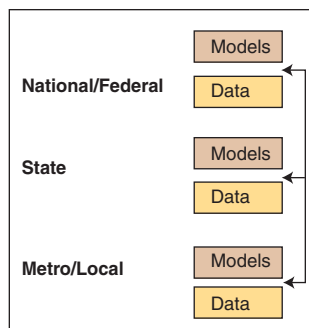 Models
National/Federal
Data
Models
State
Data
Models
Metro/Local
Data